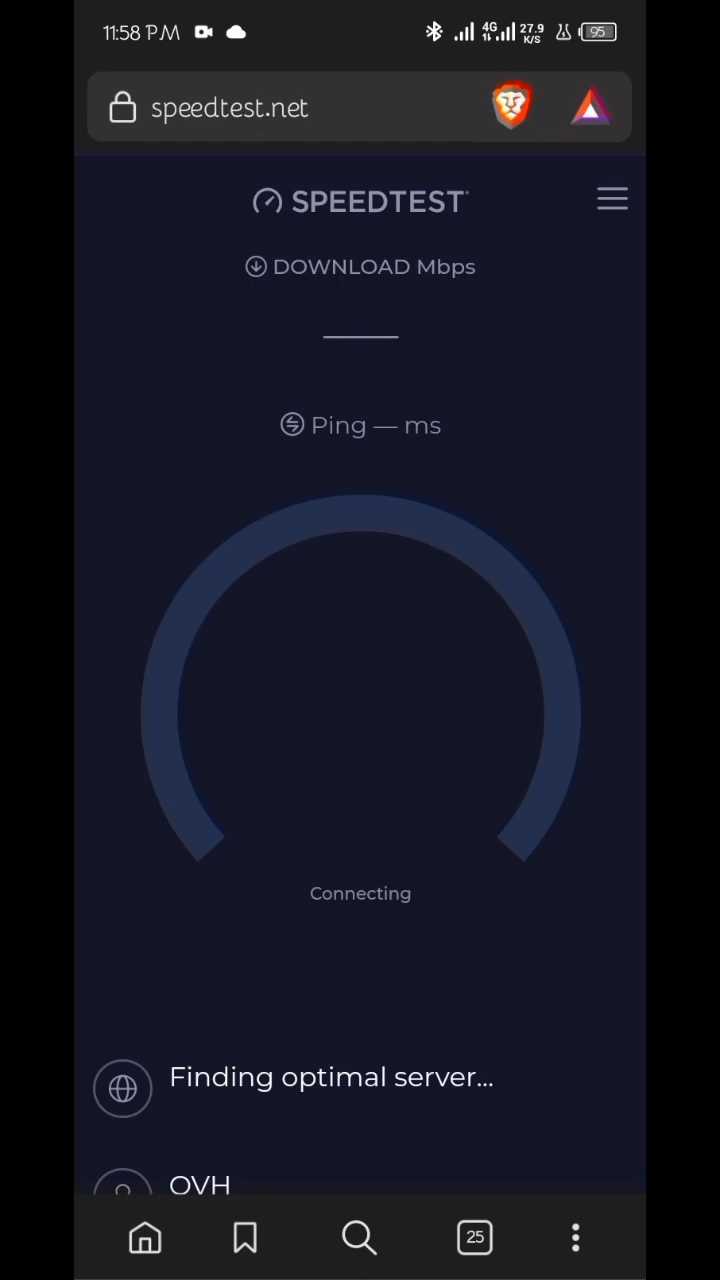 11:58 PM 4G 27.9 K/S 95
speedtest.net
SPEEDTEST
DOWNLOAD Mbps
Ping — ms
Connecting
Finding optimal server...
OVH
25